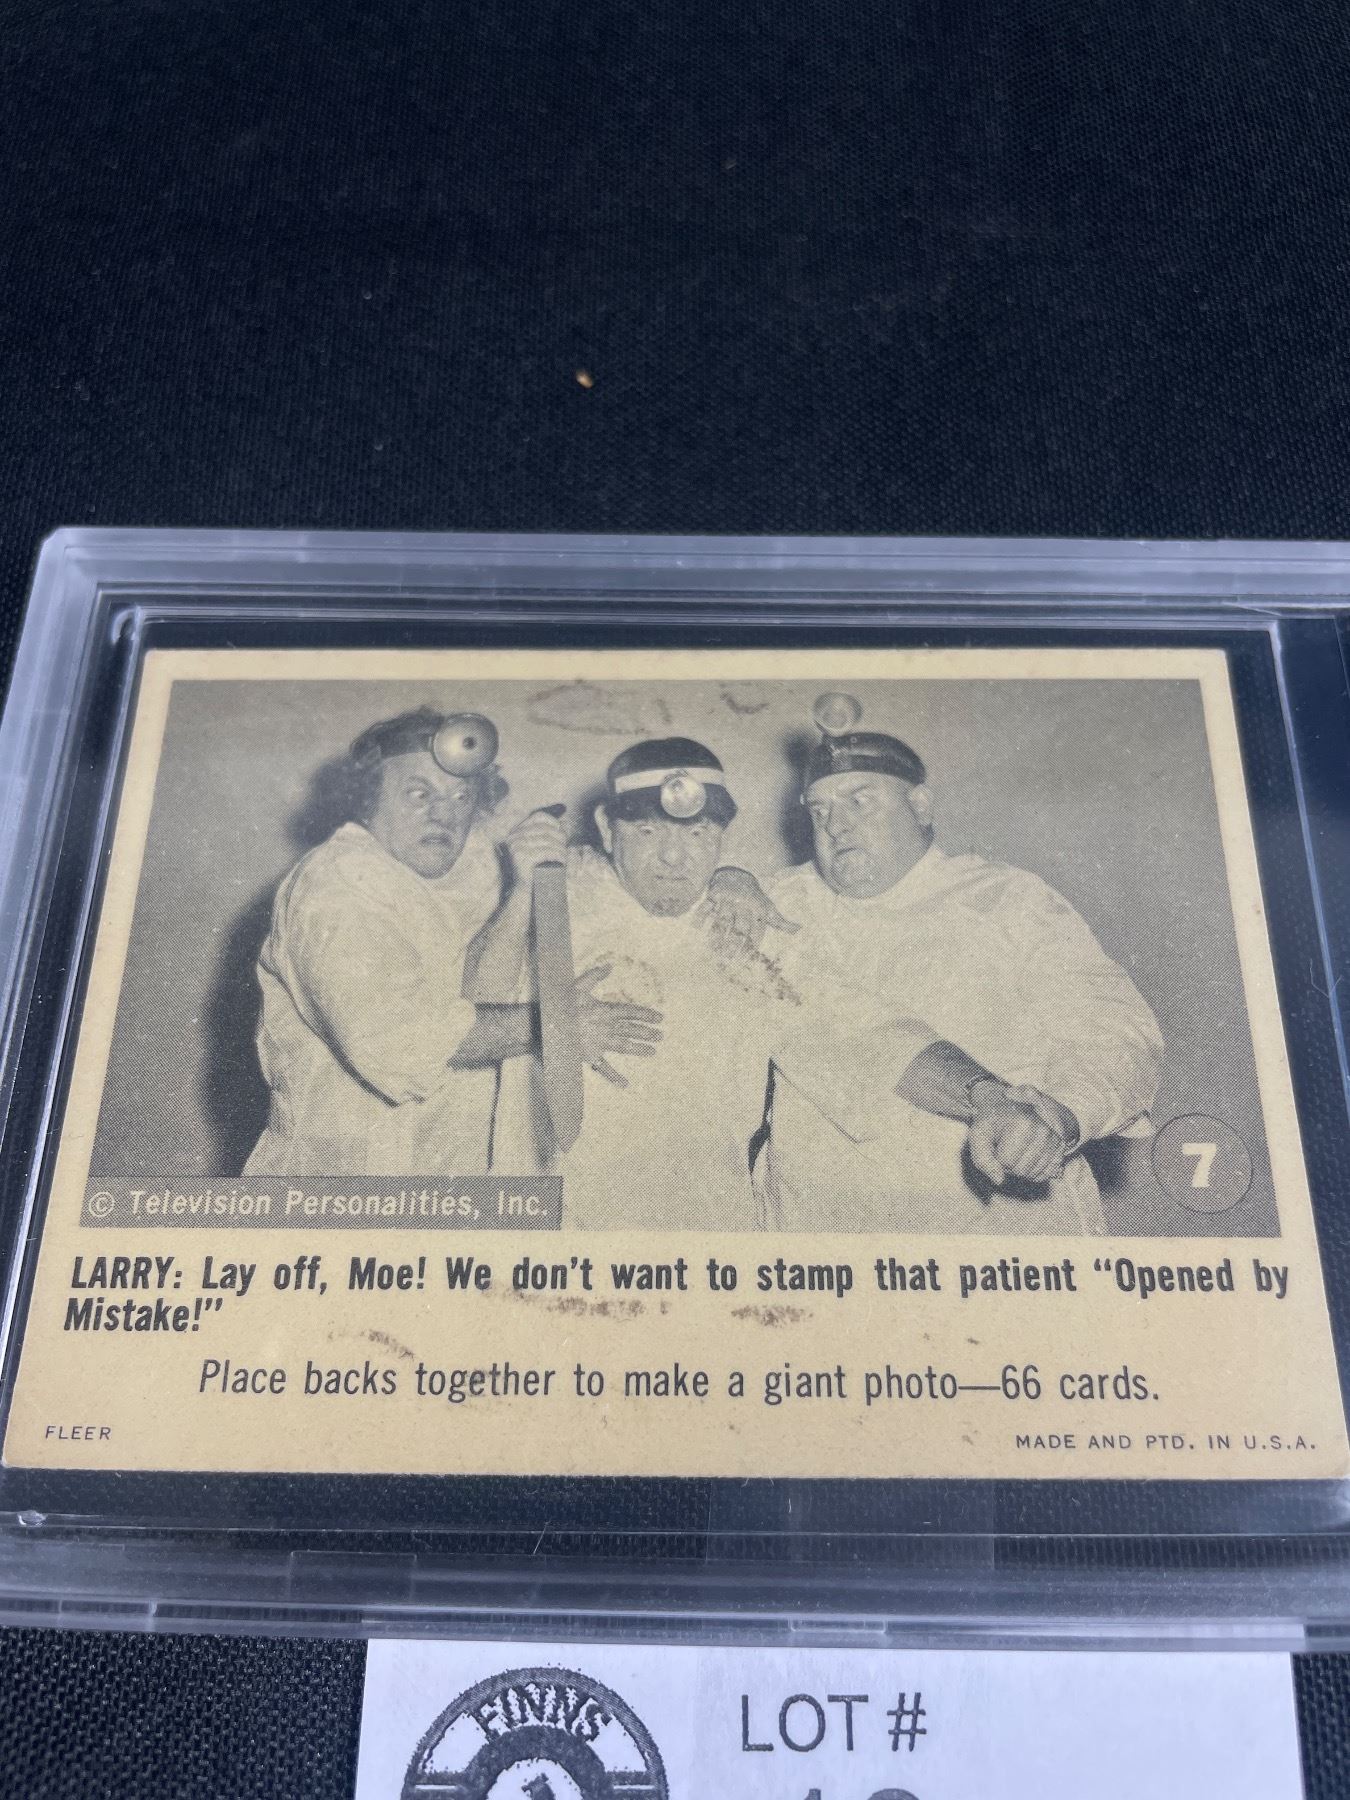 7
© Television Personalities, Inc.
LARRY: Lay off, Moe! We don't want to stamp that patient “Opened by
Mistake!”
Place backs together to make a giant photo—66 cards.
FLEER
MADE AND PTD. IN U.S.A.
FINNS
LOT #